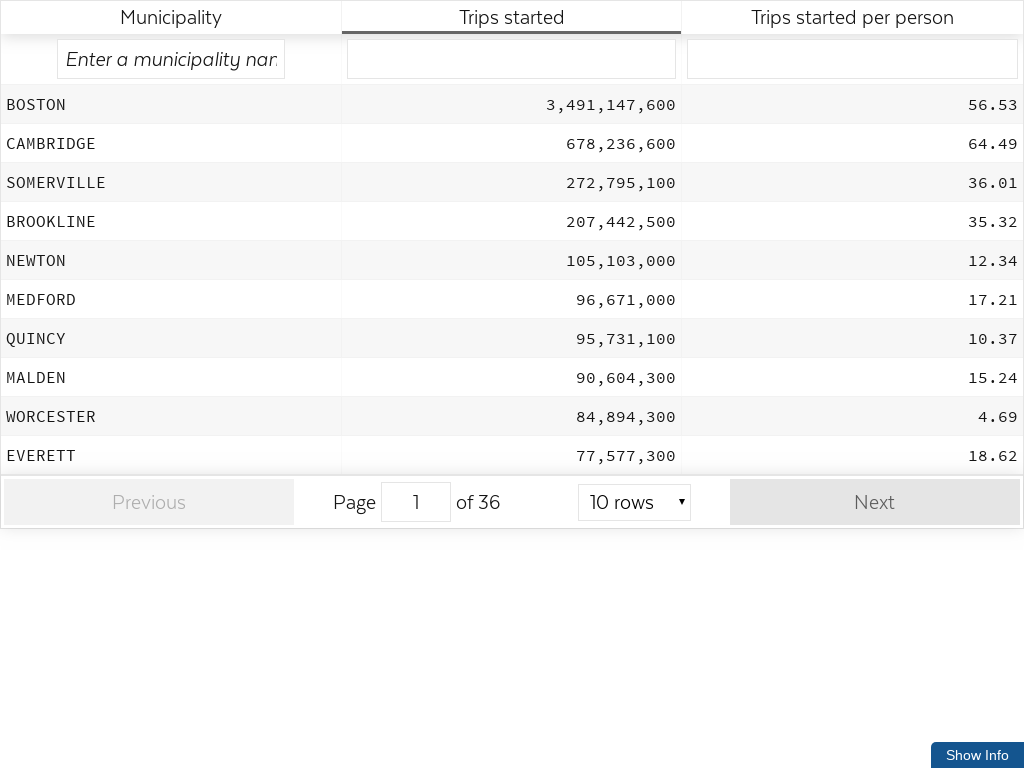 Municipality Trips started Trips started per person
Enter a municipality nar
BOSTON 3,491,147,600 56.53
CAMBRIDGE 678,236,600 64.49
SOMERVILLE 272,795,100 36.01
BROOKLINE 207,442,500 35.32
NEWTON 105,103,000 12.34
MEDFORD 96,671,000 17.21
QUINCY 95,731,100 10.37
MALDEN 90,604,300 15.24
WORCESTER 84,894,300 4.69
EVERETT 77,577,300 18.62
Previous Page 1 of 36 10 rows Next
Show Info